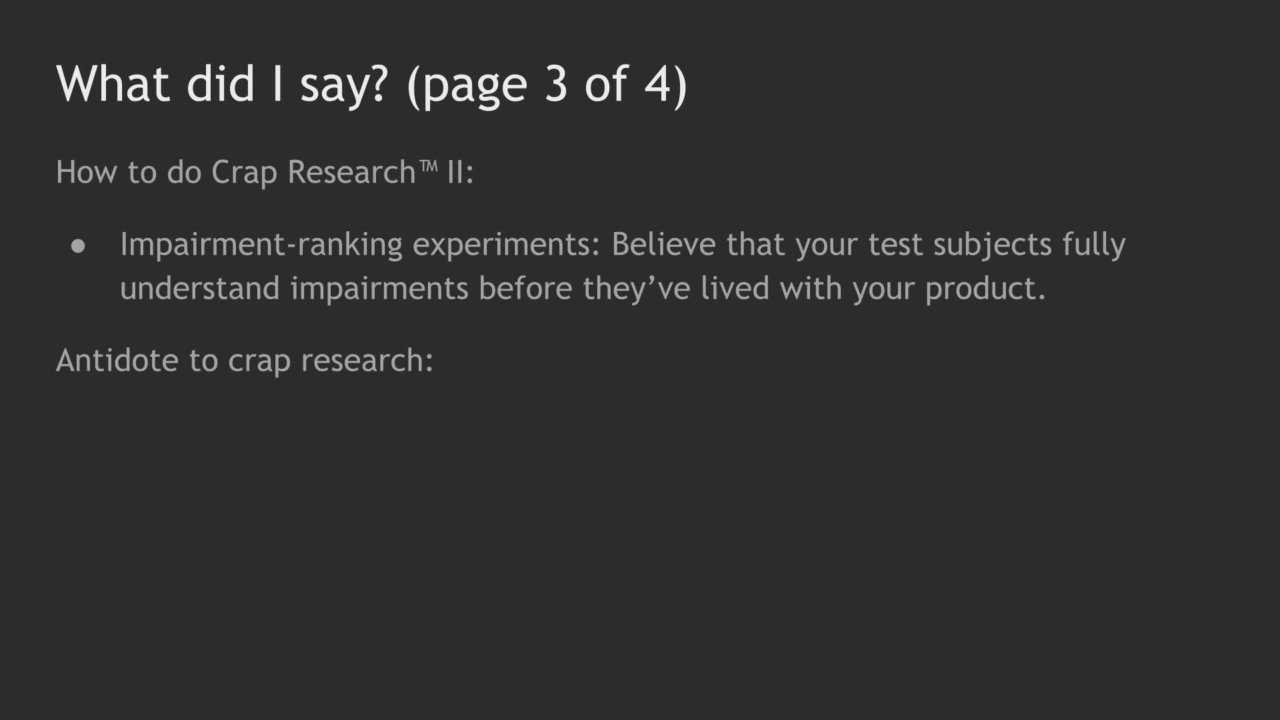 What did I say? (page 3 of 4)
How to do Crap Research™ II:
● Impairment-ranking experiments: Believe that your test subjects fully
understand impairments before they’ve lived with your product.
Antidote to crap research: